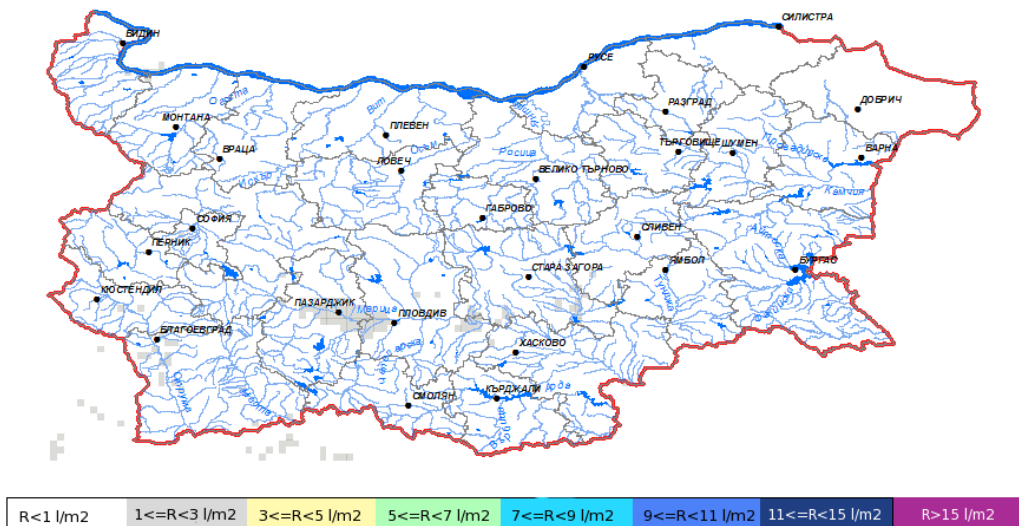 СИЛИСТРА
ВИДИН
РУСЕ
Огоста
Вит
РАЗГРАД
ДОБРИЧ
МОНТАНА
ПЛЕВЕН
Осъм
Росица
ТЪРГОВИЩЕ
ШУМЕН
ВАРНА
ВРАЦА
ЛОВЕЧ
ВЕЛИКО ТЪРНОВО
Искър
Камчия
ГАБРОВО
СОФИЯ
СЛИВЕН
ПЕРНИК
СТАРА ЗАГОРА
ЯМБОЛ
БУРГАС
КЮСТЕНДИЛ
ПАЗАРДЖИК
Марица
ПЛОВДИВ
БЛАГОЕВГРАД
ХАСКОВО
КЪРДЖАЛИ
СМОЛЯН
R<1 l/m2
1<=R<3 l/m2
3<=R<5 l/m2
5<=R<7 l/m2
7<=R<9 l/m2
9<=R<11 l/m2
11<=R<15 l/m2
R>15 l/m2